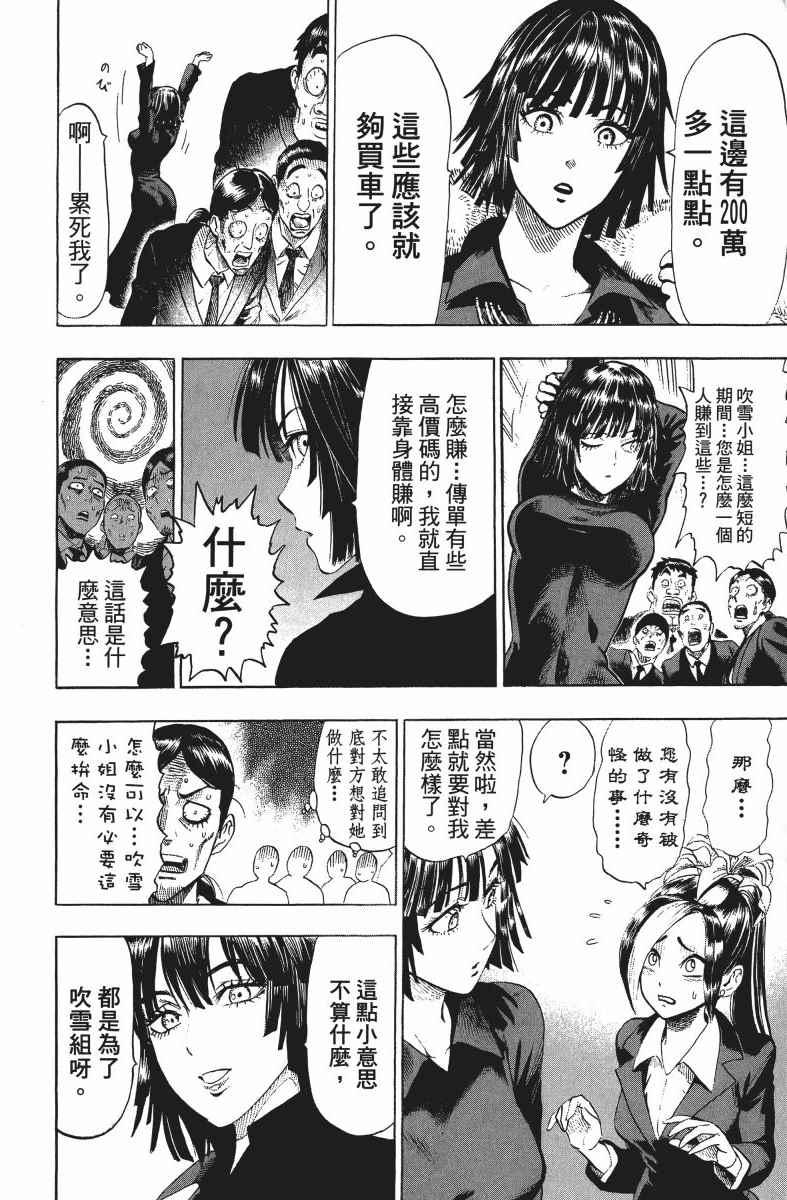 這邊有200萬
多一點點。
這些應該就
夠買車了。
のび
啊——累死我了。
吹雪小姐…這麼短的
期間…您是怎麼一個
人賺到這些…?
怎麼賺…傳單有些
高價碼的，我就直
接靠身體賺啊。
什麼?
這話是什
麼意思…
那麼…
您有沒有被
做了什麼奇
怪的事……
?
當然啦，差
點就要對我
怎麼樣了。
不太敢追問到
底對方想對她
做什麼…
怎麼可以…吹雪
小姐沒有必要這
麼拚命…
這點小意思
不算什麼，
都是為了
吹雪組呀。